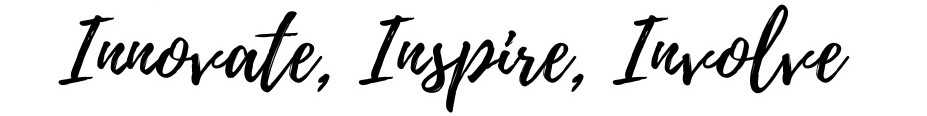 Innovate, Inspire, Involve